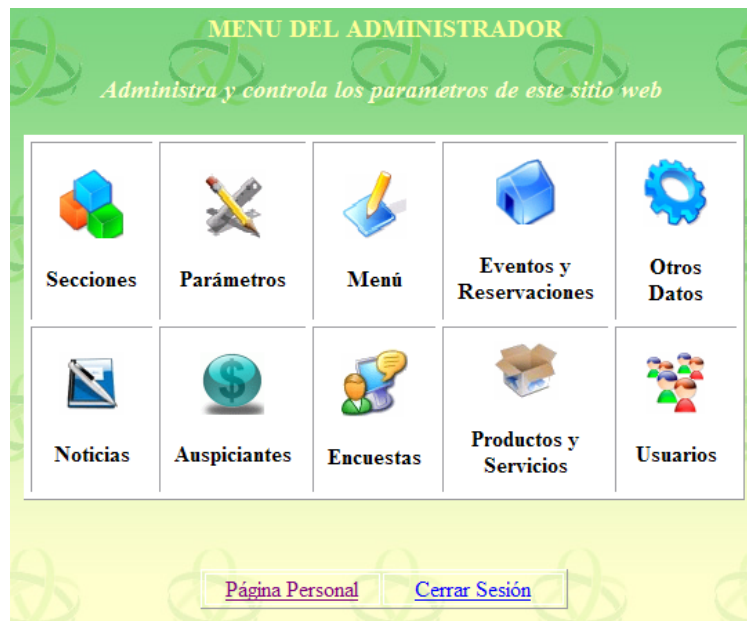 MENU DEL ADMINISTRADOR
Administra y controla los parametros de este sitio web
Secciones
Parámetros
Menú
Eventos y
Reservaciones
Otros
Datos
Noticias
Auspiciantes
Encuestas
Productos y
Servicios
Usuarios
Página Personal
Cerrar Sesión